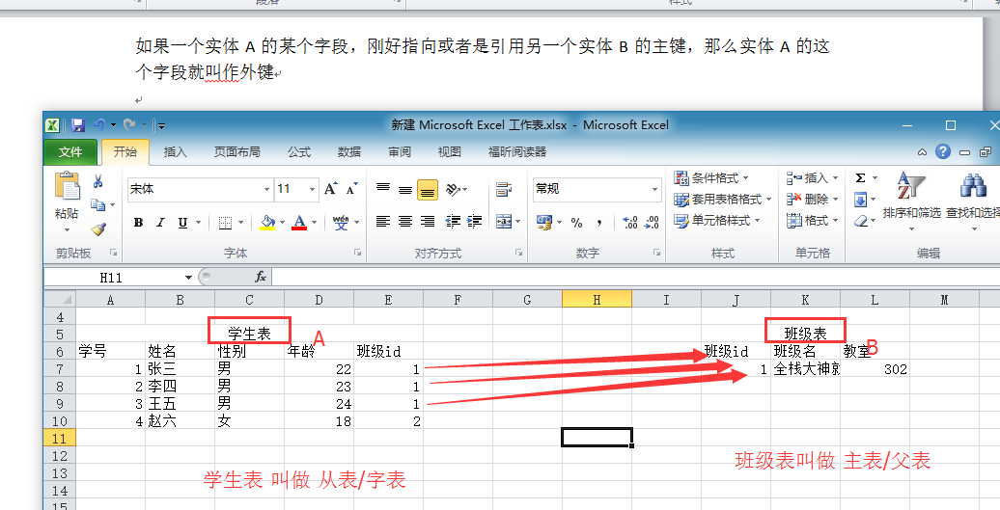 段落
样式
如果一个实体 A 的某个字段，刚好指向或者是引用另一个实体 B 的主键，那么实体 A 的这
个字段就叫作外键
新建 Microsoft Excel 工作表.xlsx - Microsoft Excel
文件 开始 插入 页面布局 公式 数据 审阅 视图 福昕阅读器
宋体 11 A A 常规 条件格式 插入 Σ
粘贴 套用表格格式 删除 排序和筛选 查找和选择
B I U A wén 文 % , 单元格样式 格式
剪贴板 字体 对齐方式 数字 样式 单元格 编辑
H11 fx
A B C D E F G H I J K L M
4
5 学生表 A 班级表
6 学号 姓名 性别 年龄 班级id 班级id 班级名 教室 B
7 1 张三 男 22 1 1 全栈大神就 302
8 2 李四 男 23 1
9 3 王五 男 24 1
10 4 赵六 女 18 2
11
12
13 学生表 叫做 从表/字表 班级表叫做 主表/父表
14
15